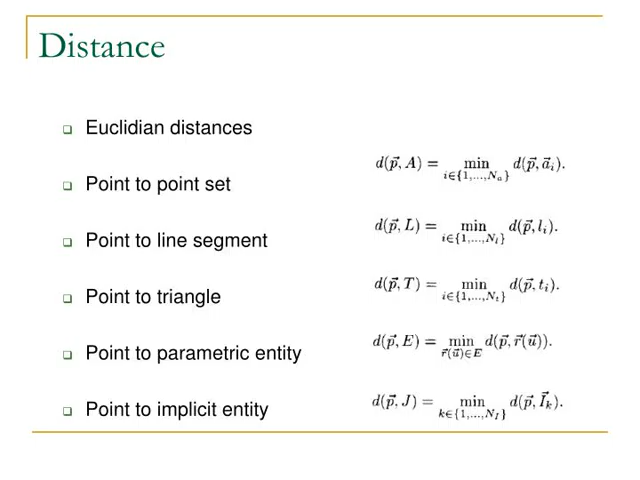 Distance
❑ Euclidian distances
❑ Point to point set
d(p⃗, A) = min_{i∈{1,...,N_a}} d(p⃗, a⃗_i).
❑ Point to line segment
d(p⃗, L) = min_{i∈{1,...,N_l}} d(p⃗, l_i).
❑ Point to triangle
d(p⃗, T) = min_{i∈{1,...,N_t}} d(p⃗, t_i).
❑ Point to parametric entity
d(p⃗, E) = min_{r⃗(u⃗)∈E} d(p⃗, r⃗(u⃗)).
❑ Point to implicit entity
d(p⃗, J) = min_{k∈{1,...,N_I}} d(p⃗, I⃗_k).